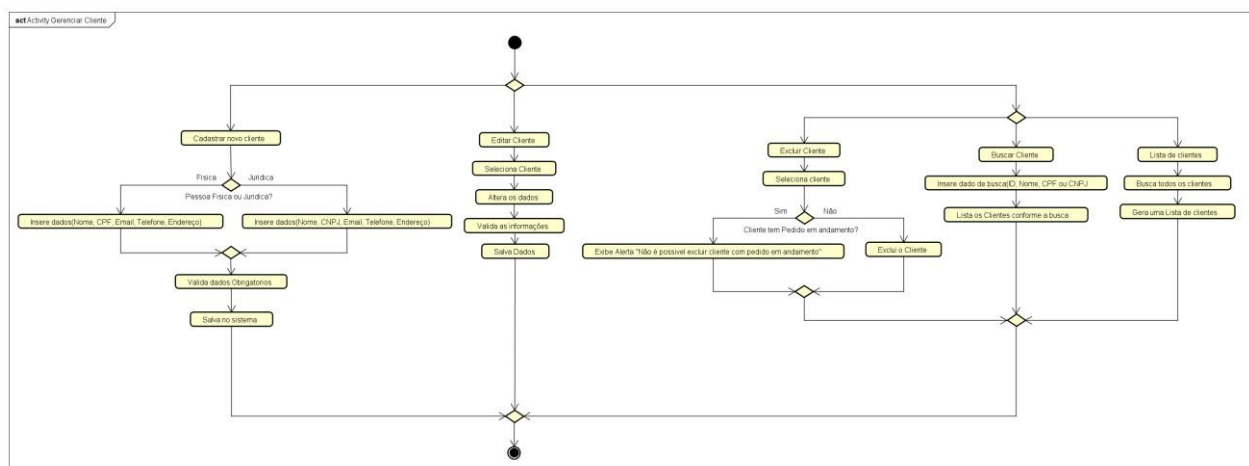 act Activity Gerenciar Cliente
Cadastrar novo cliente
Editar Cliente
Excluir Cliente
Buscar Cliente
Lista de clientes
Seleciona Cliente
Seleciona cliente
Insere dado de busca(ID, Nome, CPF ou CNPJ
Busca todos os clientes
Física
Jurídica
Pessoa Física ou Jurídica?
Altera os dados
Lista os Clientes conforme a busca
Gera uma Lista de clientes
Insere dados(Nome, CPF, Email, Telefone, Endereço)
Insere dados(Nome, CNPJ, Email, Telefone, Endereço)
Valida as informações
Sim
Não
Cliente tem Pedido em andamento?
Salva Dados
Exibe Alerta "Não é possivel excluir cliente com pedido em andamento"
Exclui o Cliente
Valida dados Obrigatorios
Salva no sistema